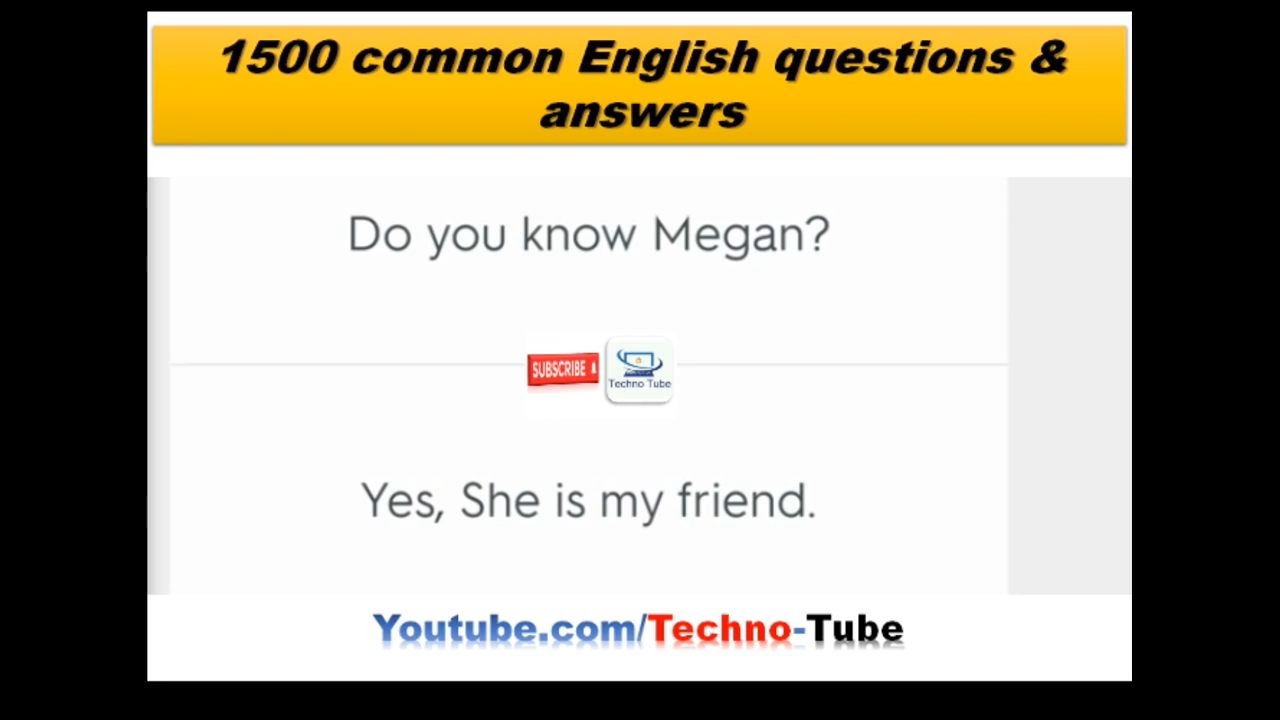 1500 common English questions &
answers
Do you know Megan?
SUBSCRIBE
Techno Tube
Yes, She is my friend.
Youtube.com/Techno-Tube